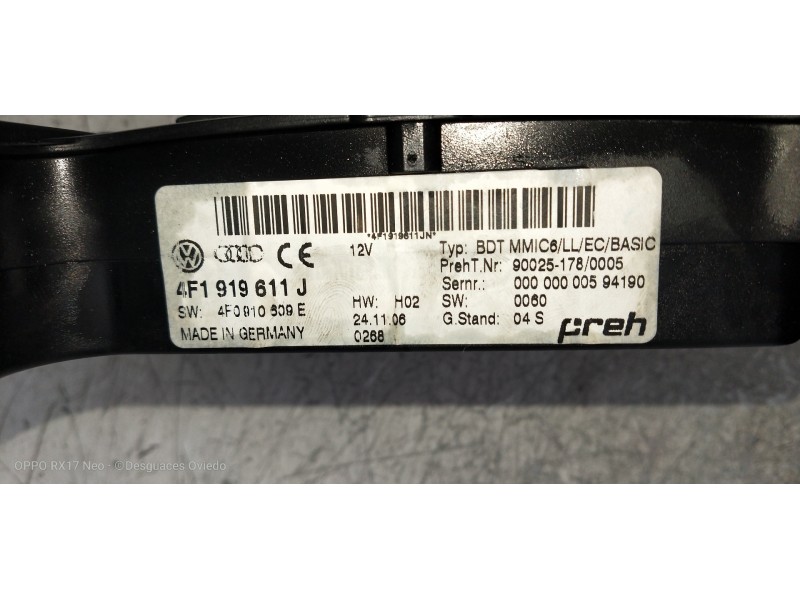 *4F1919611JN*
CE 12V Typ: BDT MMIC6/LL/EC/BASIC
PrehT.Nr: 90025-178/0005
4F1 919 611 J Sernr.: 000 000 005 94190
HW: H02 SW: 0060
SW: 4F0 910 609 E
24.11.06 G.Stand: 04 S
MADE IN GERMANY 0268 preh
OPPO RX17 Neo - ©Desguaces Oviedo